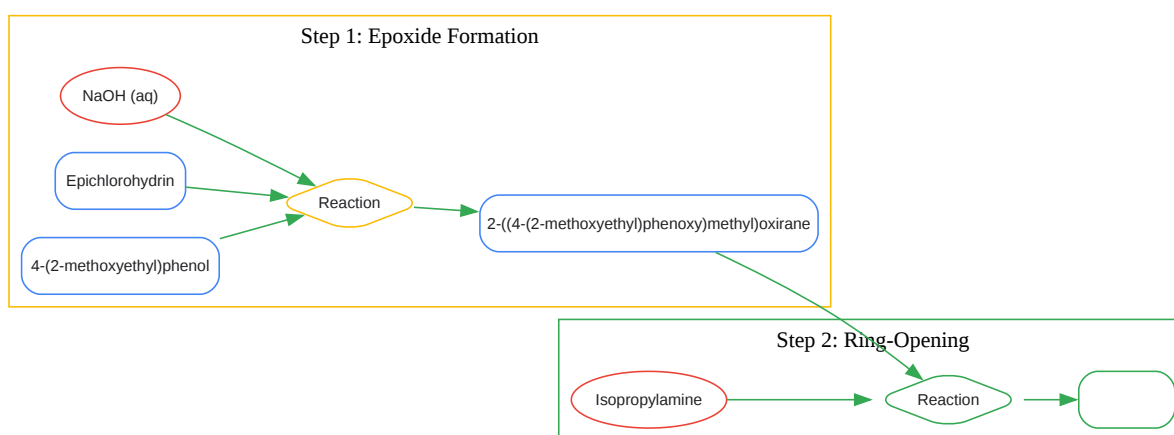 Step 1: Epoxide Formation
NaOH (aq)
Epichlorohydrin
Reaction
4-(2-methoxyethyl)phenol
2-((4-(2-methoxyethyl)phenoxy)methyl)oxirane
Step 2: Ring-Opening
Isopropylamine
Reaction